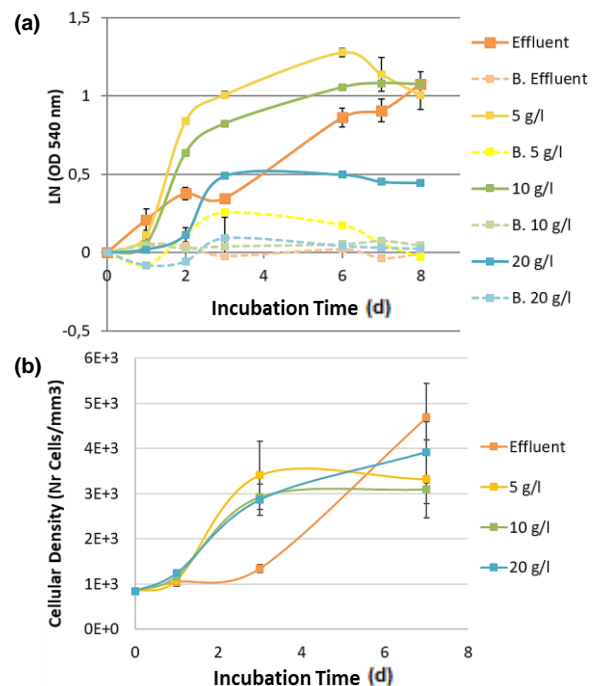 (a)
LN (OD 540 nm)
1,5
1
0,5
0
-0,5
0 2 4 6 8
Incubation Time (d)
Effluent
B. Effluent
5 g/l
B. 5 g/l
10 g/l
B. 10 g/l
20 g/l
B. 20 g/l
(b)
Cellular Density (Nr Cells/mm3)
6E+3
5E+3
4E+3
3E+3
2E+3
1E+3
0E+0
0 2 4 6 8
Incubation Time (d)
Effluent
5 g/l
10 g/l
20 g/l